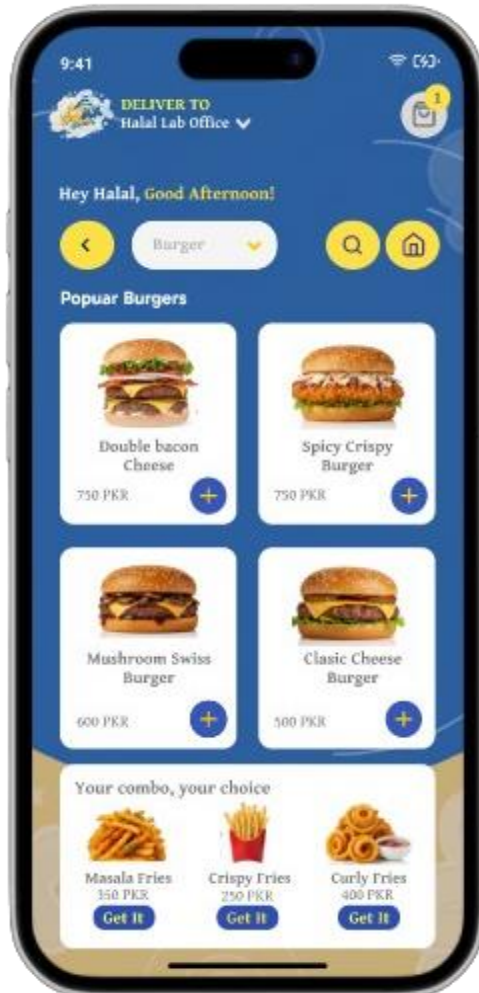 9:41
1
DELIVER TO
Halal Lab Office
Hey Halal, Good Afternoon!
Burger
Popuar Burgers
Double bacon
Cheese
750 PKR
Spicy Crispy
Burger
750 PKR
Mushroom Swiss
Burger
600 PKR
Clasic Cheese
Burger
500 PKR
Your combo, your choice
Masala Fries
350 PKR
Get It
Crispy Fries
250 PKR
Get It
Curly Fries
400 PKR
Get It